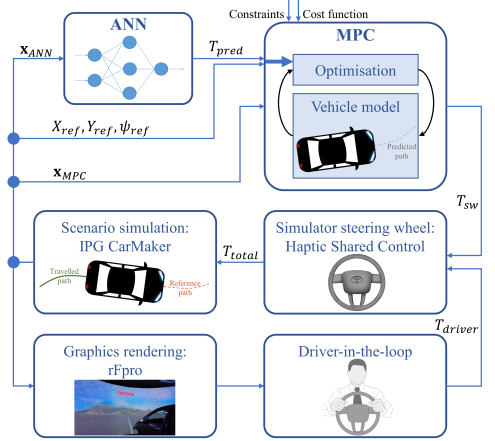 Constraints
Cost function
ANN
MPC
x_ANN
T_pred
Optimisation
X_ref, Y_ref, ψ_ref
Vehicle model
Predicted
path
x_MPC
T_sw
Scenario simulation:
IPG CarMaker
Travelled
path
Reference
path
T_total
Simulator steering wheel:
Haptic Shared Control
T_driver
Graphics rendering:
rFpro
Driver-in-the-loop